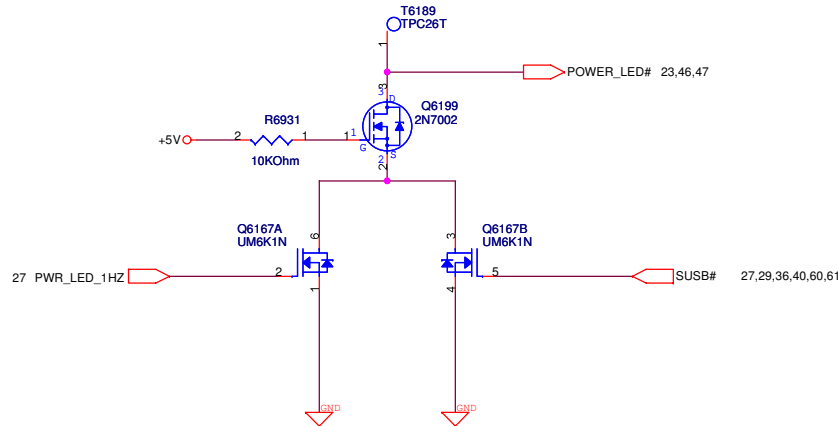 T6189
TPC26T
1
POWER_LED# 23,46,47
3
3
D
Q6199
2N7002
R6931
+5V
2
1
1
1
G
10KOhm
S
2
2
Q6167A
UM6K1N
6
3
Q6167B
UM6K1N
27 PWR_LED_1HZ
2
5
SUSB# 27,29,36,40,60,61
1
4
GND
GND